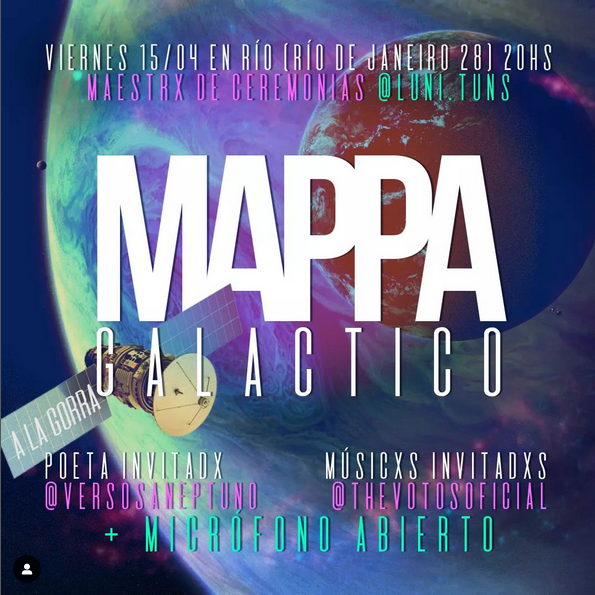 VIERNES 15/04 EN RÍO (RÍO DE JANEIRO 28) 20HS
MAESTRX DE CEREMONIAS @LUNI.TUNS
MAPPA
GALACTICO
A LA GORRA
POETA INVITADX
@VERSOSANEPTUNO
MÚSICXS INVITADXS
@THEVOTOSOFICIAL
+ MICRÓFONO ABIERTO